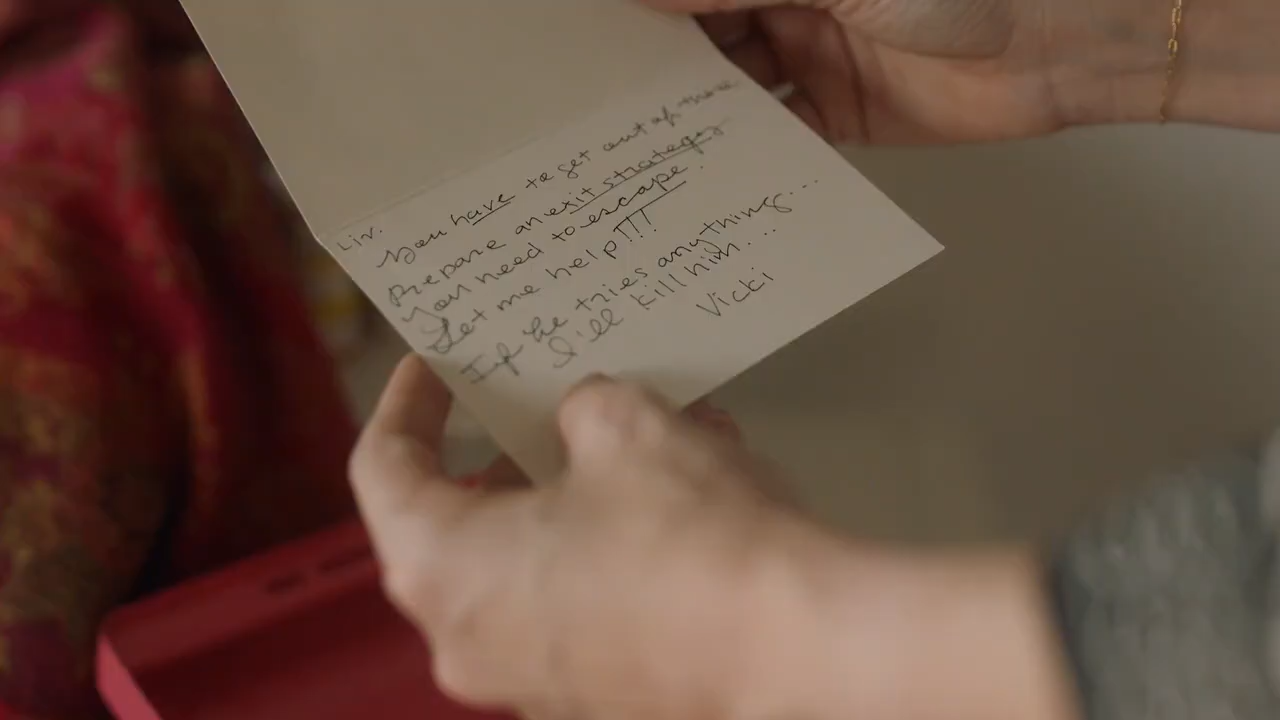 Liv.
You have to get out of there
Prepare an exit strategy
You need to escape.
Let me help!!!
If he tries anything...
I'll kill him...
Vicki